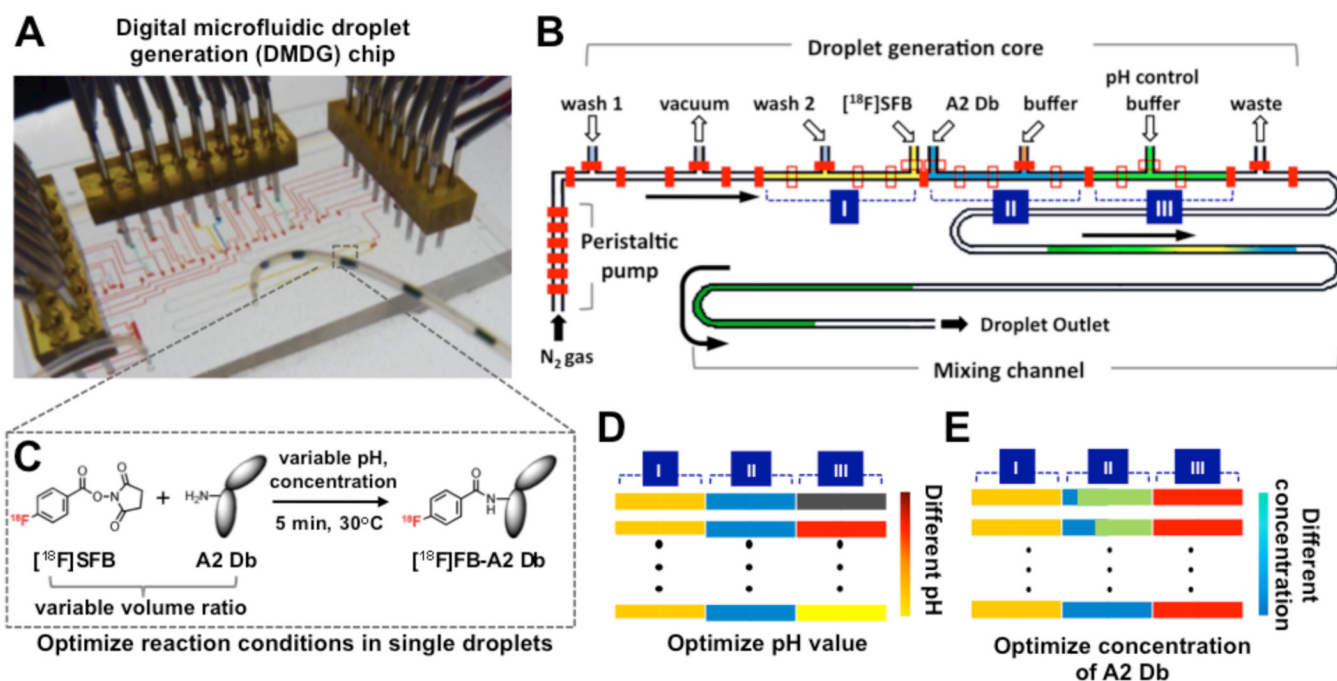 A
Digital microfluidic droplet
generation (DMDG) chip
B
Droplet generation core
wash 1
vacuum
wash 2
[¹⁸F]SFB
A2 Db
buffer
pH control
buffer
waste
I
II
III
Peristaltic
pump
N₂ gas
Droplet Outlet
Mixing channel
C
¹⁸F
O
O
N
O
O
+
H₂N
variable pH,
concentration
5 min, 30°C
¹⁸F
O
N
H
[¹⁸F]SFB
A2 Db
[¹⁸F]FB-A2 Db
variable volume ratio
Optimize reaction conditions in single droplets
D
I
II
III
Different pH
Optimize pH value
E
I
II
III
Different
concentration
Optimize concentration
of A2 Db